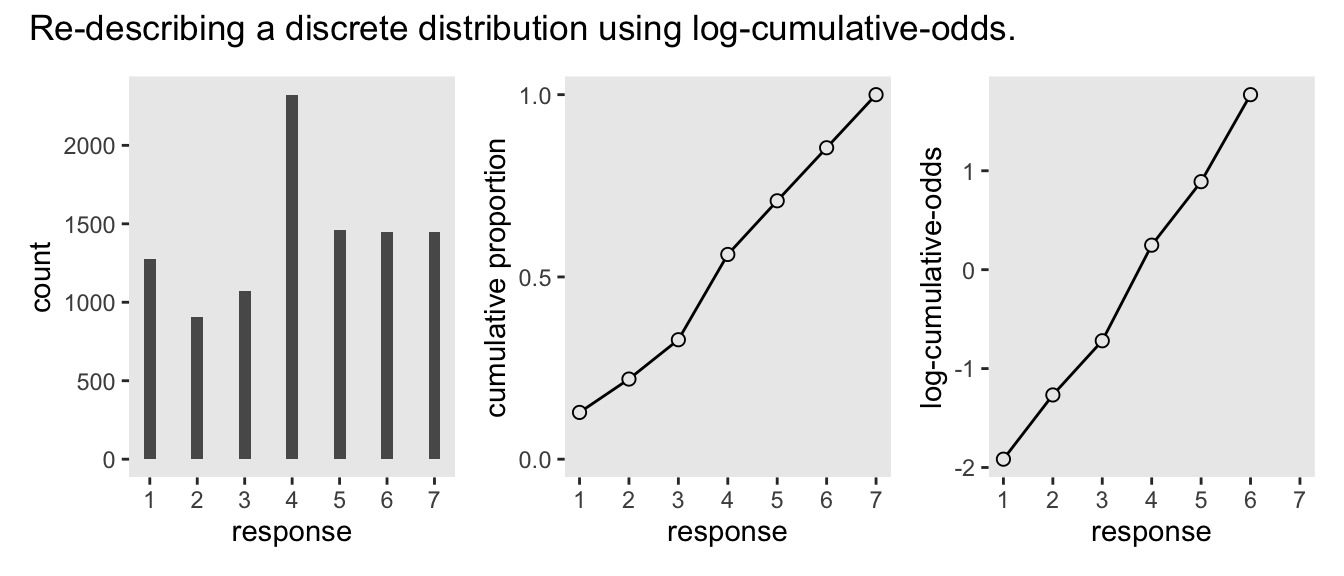 Re-describing a discrete distribution using log-cumulative-odds.
count
2000
1500
1000
500
0
1 2 3 4 5 6 7
response
cumulative proportion
1.0
0.5
0.0
1 2 3 4 5 6 7
response
log-cumulative-odds
1
0
-1
-2
1 2 3 4 5 6 7
response